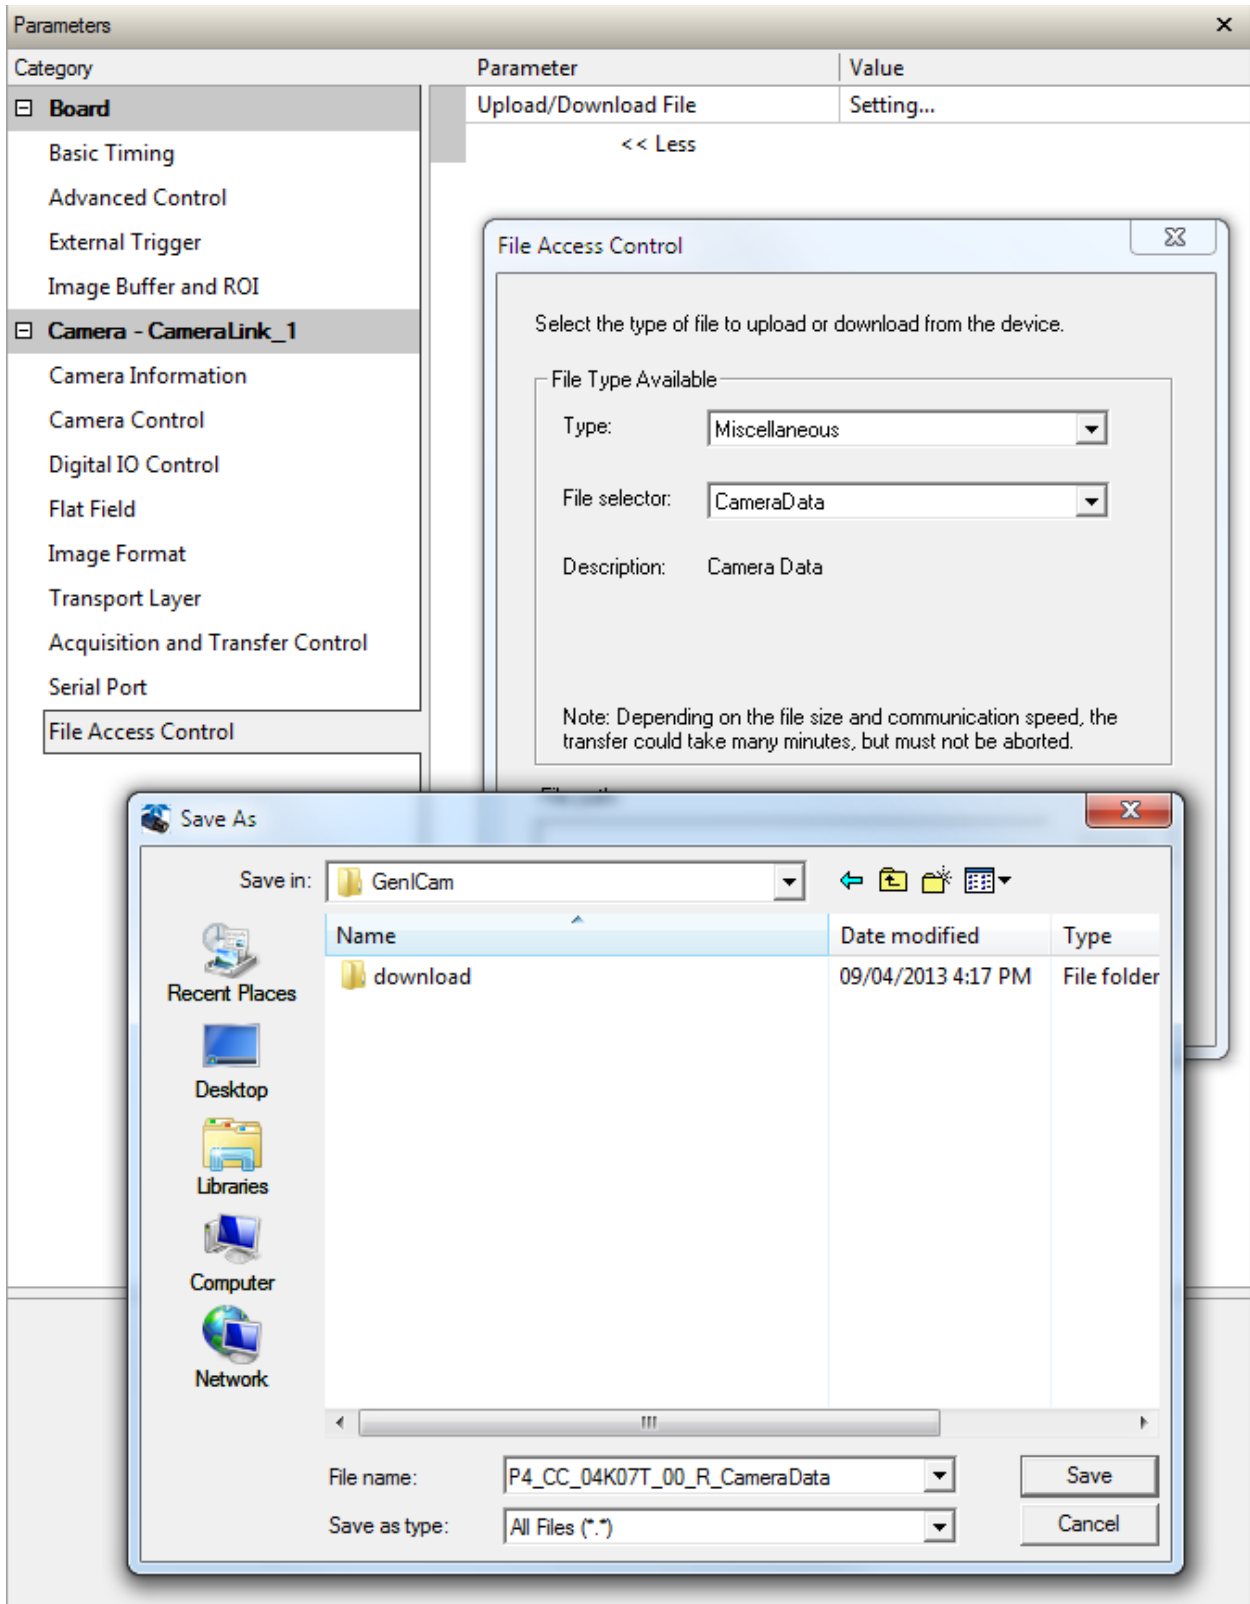 Parameters
Category
Parameter
Value
Board
Upload/Download File
Setting...
Basic Timing
<< Less
Advanced Control
External Trigger
Image Buffer and ROI
Camera - CameraLink_1
Camera Information
Camera Control
Digital IO Control
Flat Field
Image Format
Transport Layer
Acquisition and Transfer Control
Serial Port
File Access Control
File Access Control
Select the type of file to upload or download from the device.
File Type Available
Type:
Miscellaneous
File selector:
CameraData
Description:
Camera Data
Note: Depending on the file size and communication speed, the
transfer could take many minutes, but must not be aborted.
Save As
Save in:
GenICam
Name
Date modified
Type
download
09/04/2013 4:17 PM
File folder
Recent Places
Desktop
Libraries
Computer
Network
File name:
P4_CC_04K07T_00_R_CameraData
Save
Save as type:
All Files (*.*)
Cancel